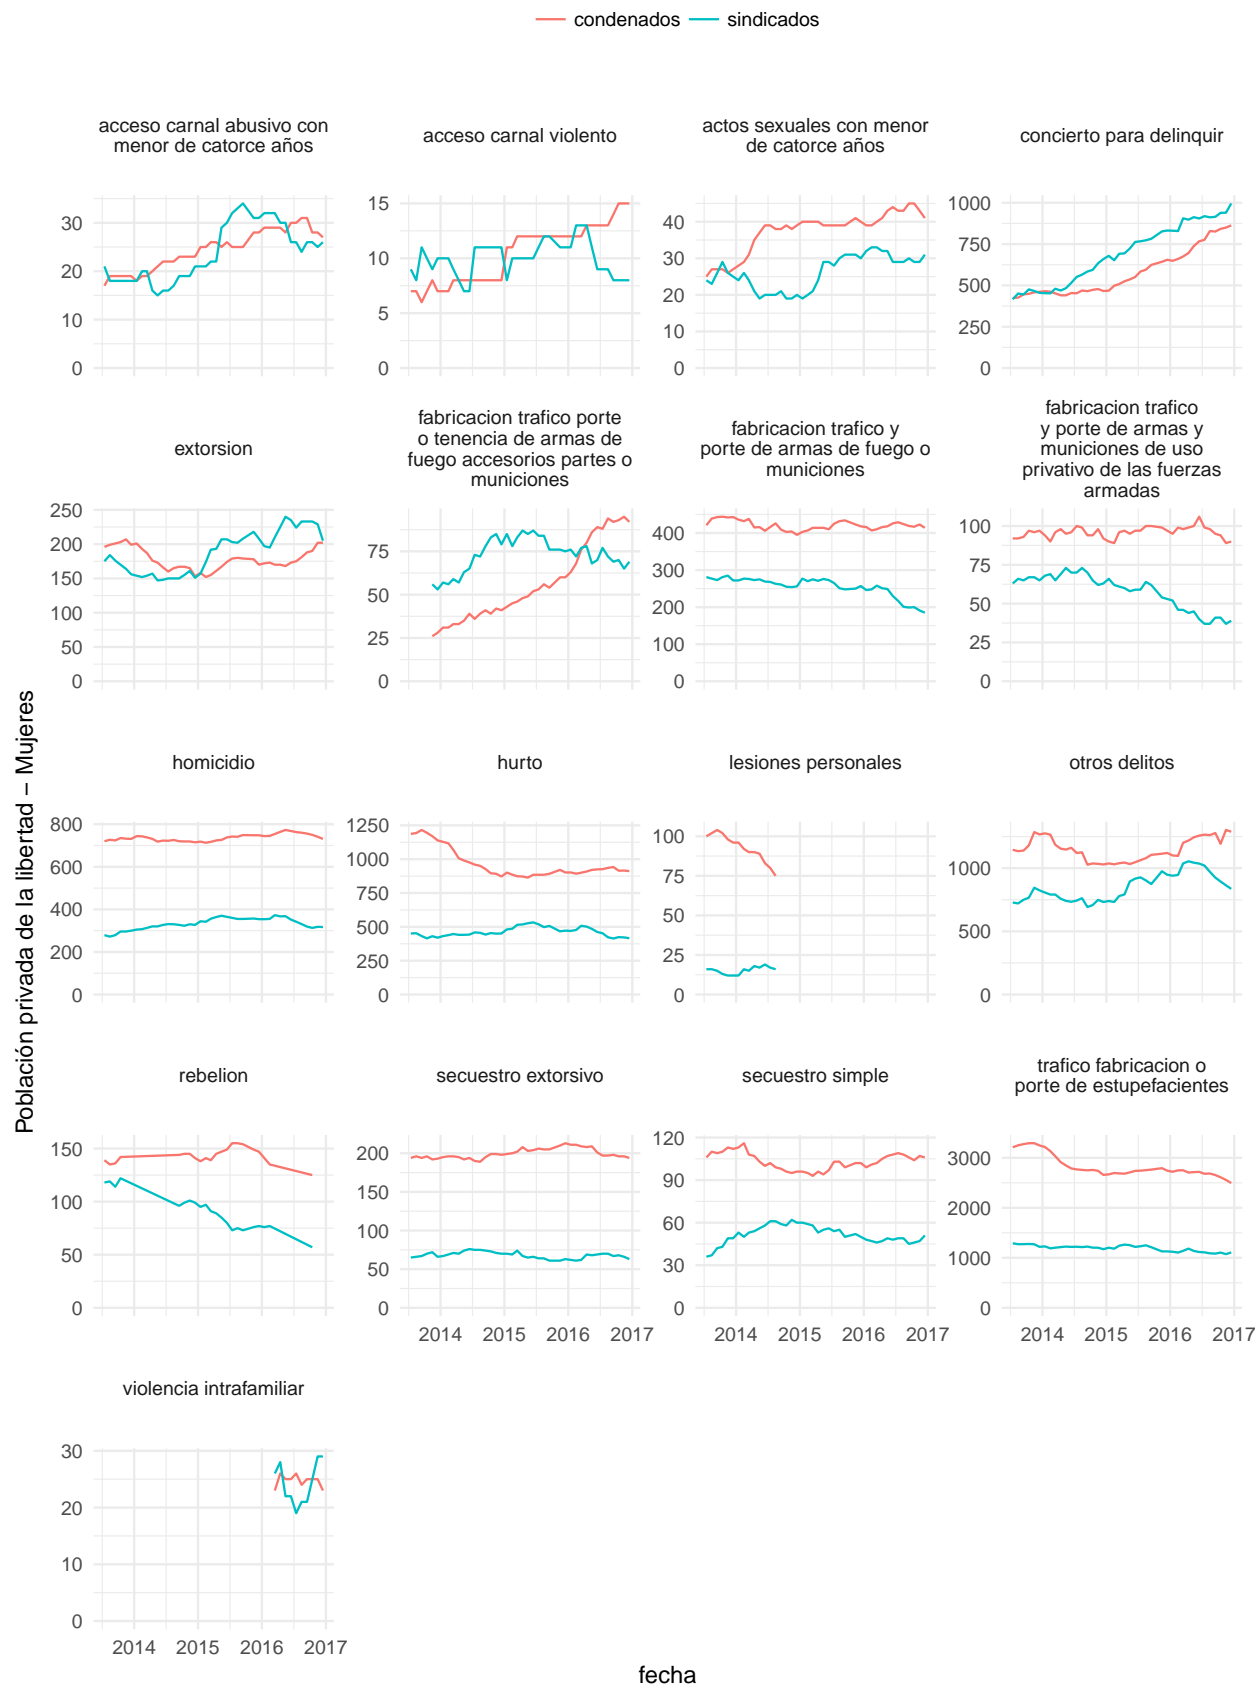 condenados sindicados
acceso carnal abusivo con
menor de catorce años
acceso carnal violento
actos sexuales con menor
de catorce años
concierto para delinquir
30
20
10
0
15
10
5
0
40
30
20
10
0
1000
750
500
250
0
extorsion
fabricacion trafico porte
o tenencia de armas de
fuego accesorios partes o
municiones
fabricacion trafico y
porte de armas de fuego o
municiones
fabricacion trafico
y porte de armas y
municiones de uso
privativo de las fuerzas
armadas
250
200
150
100
50
0
75
50
25
0
400
300
200
100
0
100
75
50
25
0
Población privada de la libertad – Mujeres
homicidio
hurto
lesiones personales
otros delitos
800
600
400
200
0
1250
1000
750
500
250
0
100
75
50
25
0
1000
500
0
rebelion
secuestro extorsivo
secuestro simple
trafico fabricacion o
porte de estupefacientes
150
100
50
0
200
150
100
50
0
120
90
60
30
0
3000
2000
1000
0
2014 2015 2016 2017
2014 2015 2016 2017
2014 2015 2016 2017
violencia intrafamiliar
30
20
10
0
2014 2015 2016 2017
fecha